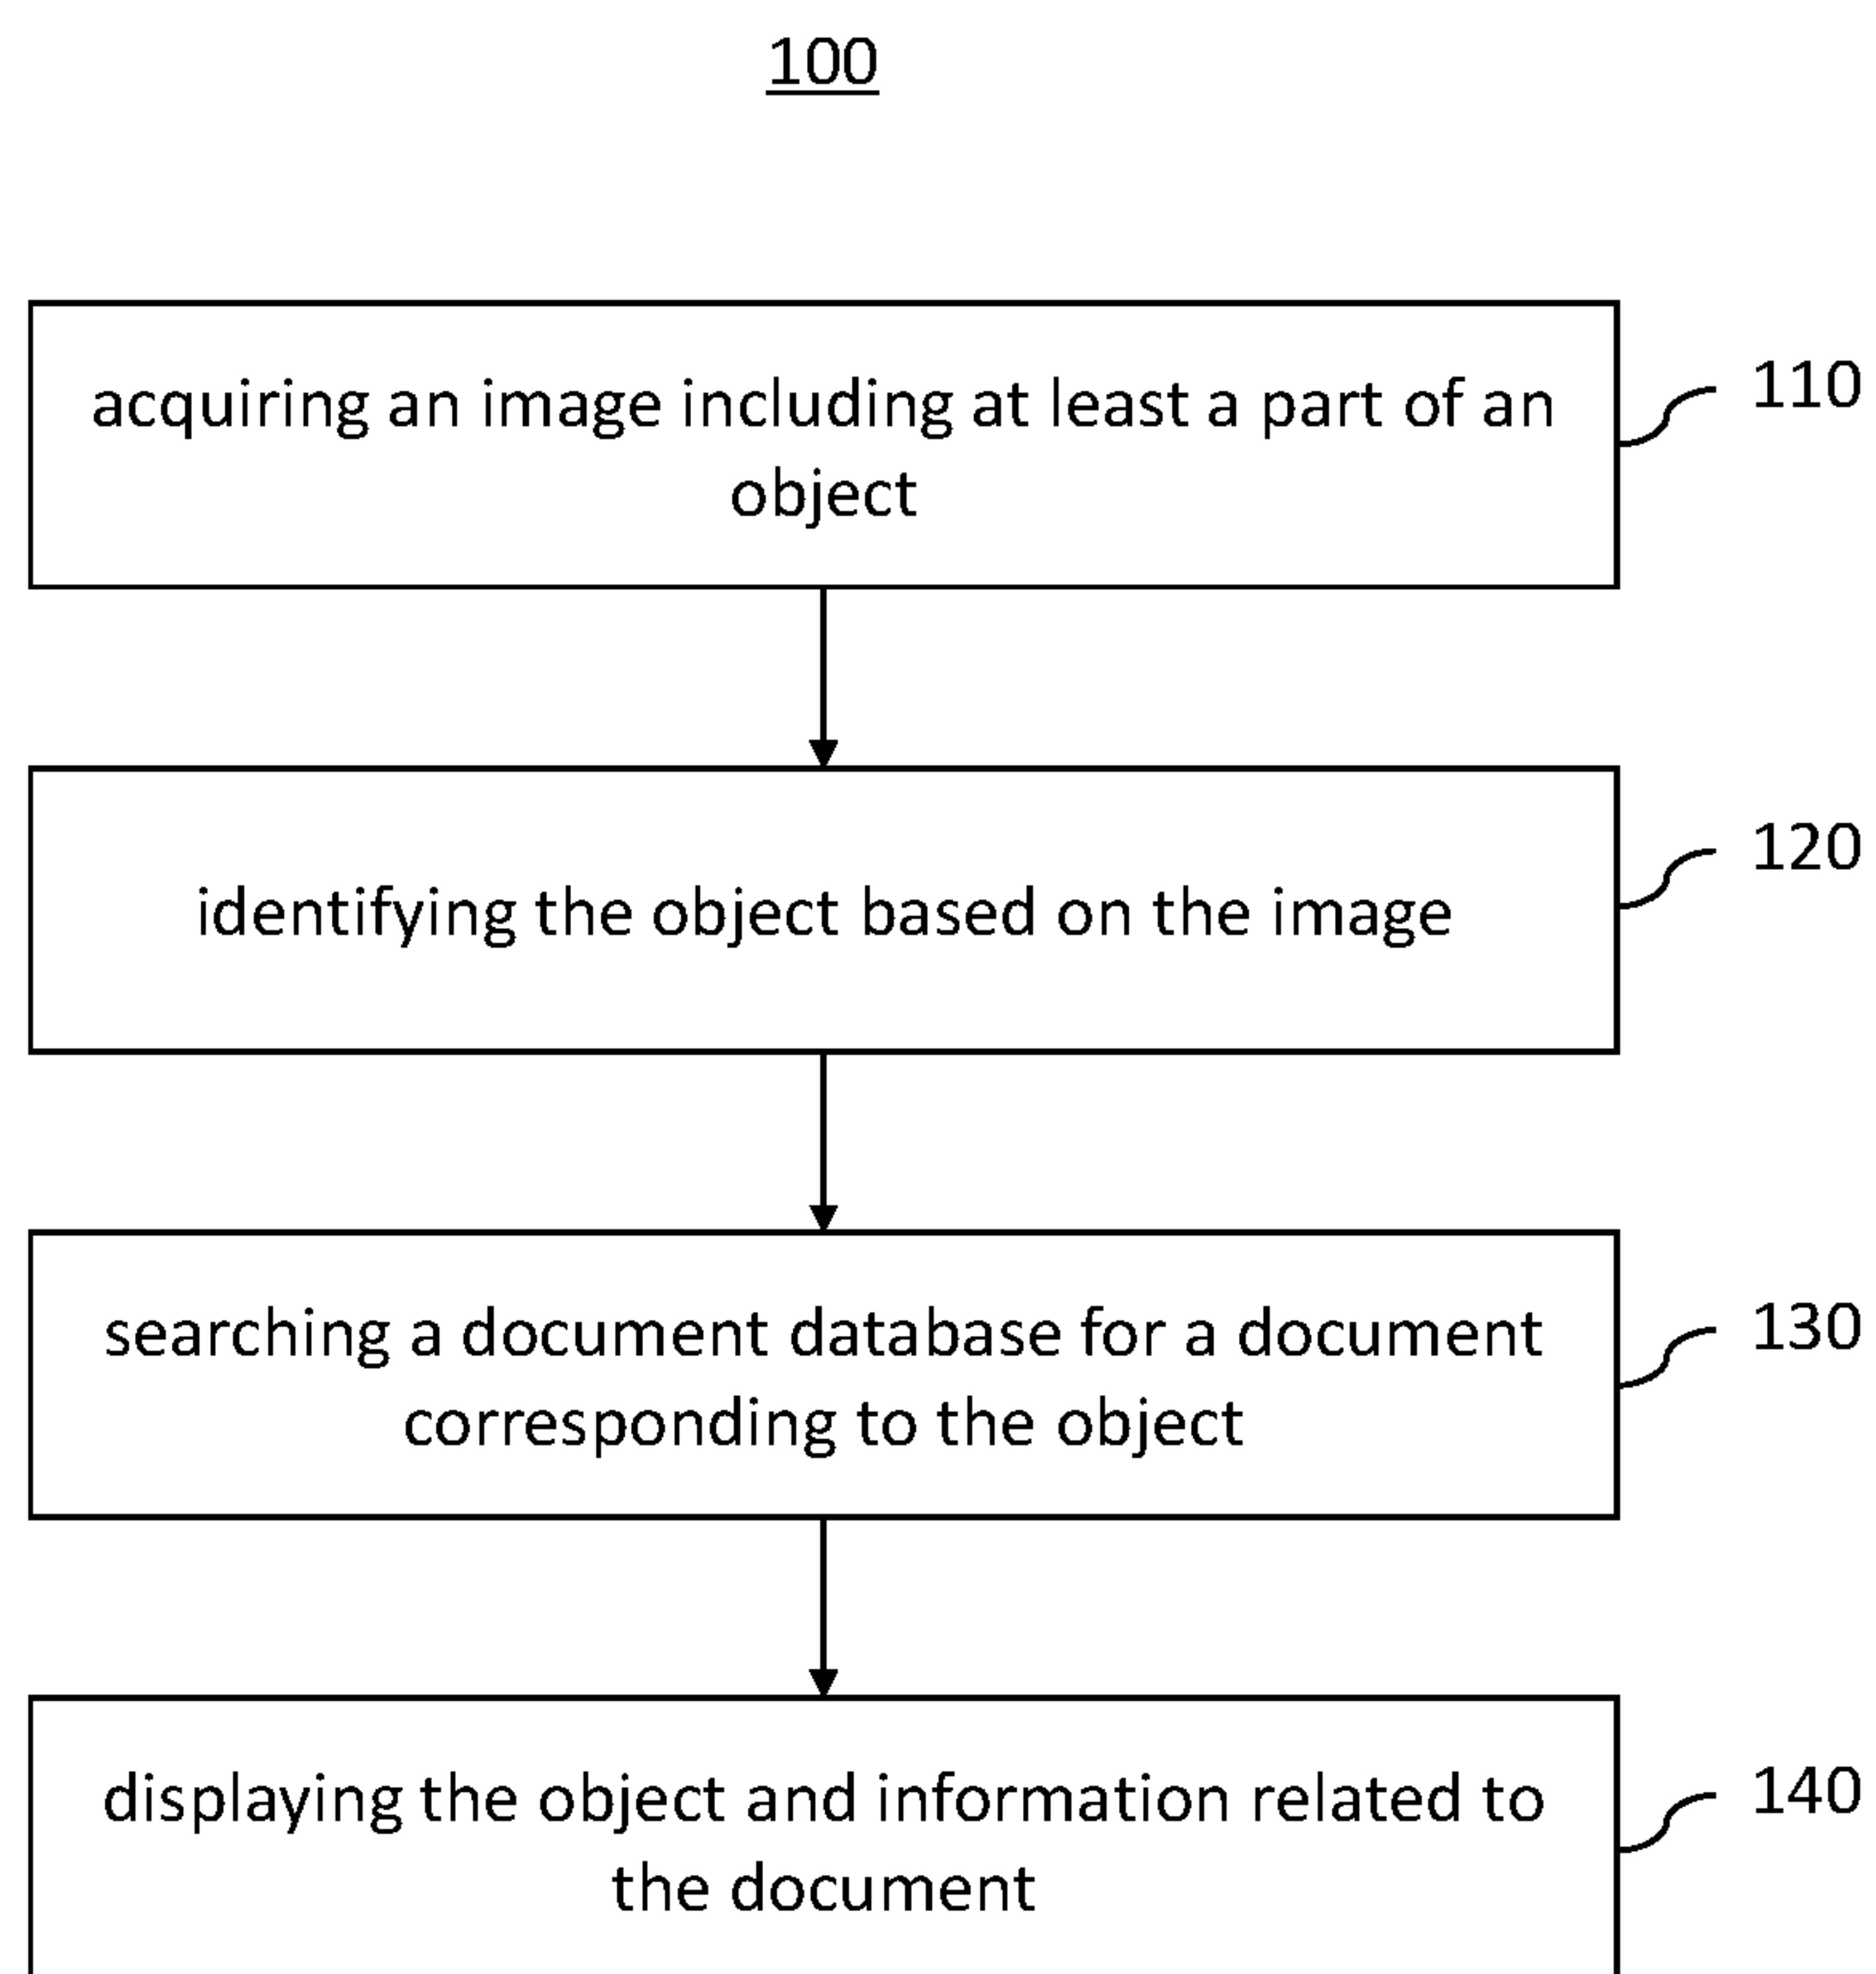 100
acquiring an image including at least a part of an
object
110
identifying the object based on the image
120
searching a document database for a document
corresponding to the object
130
displaying the object and information related to
the document
140